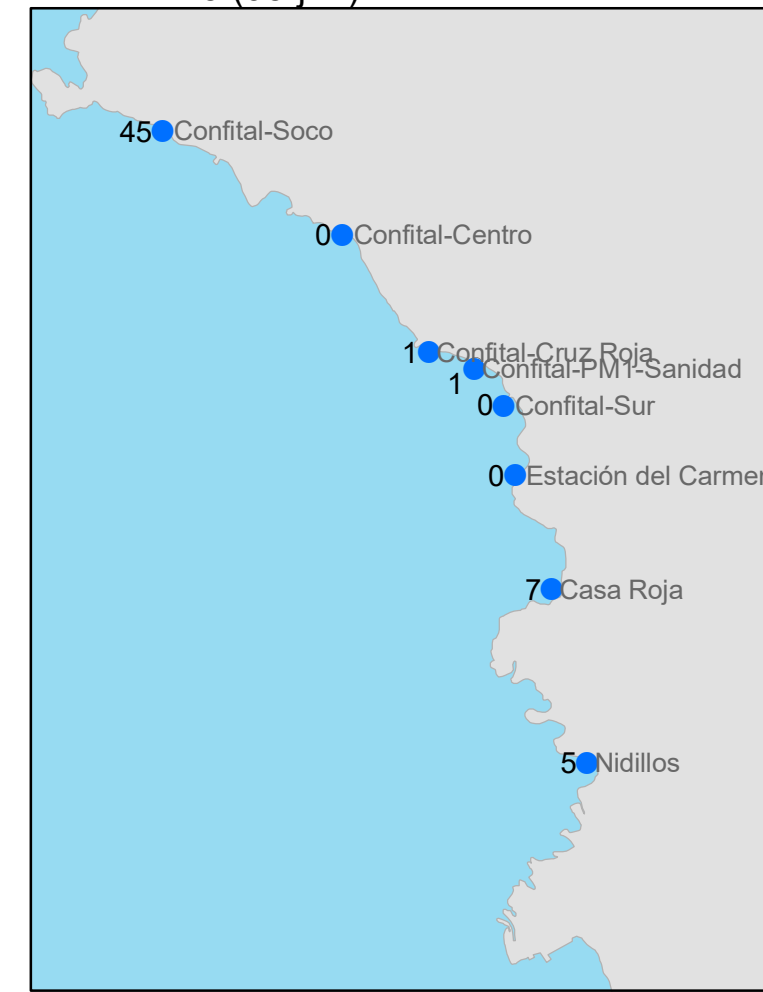 45 Confital-Soco
0 Confital-Centro
1 Confital-Cruz Roja
1 Confital-PM1-Sanidad
0 Confital-Sur
0 Estación del Carmen
7 Casa Roja
5 Nidillos